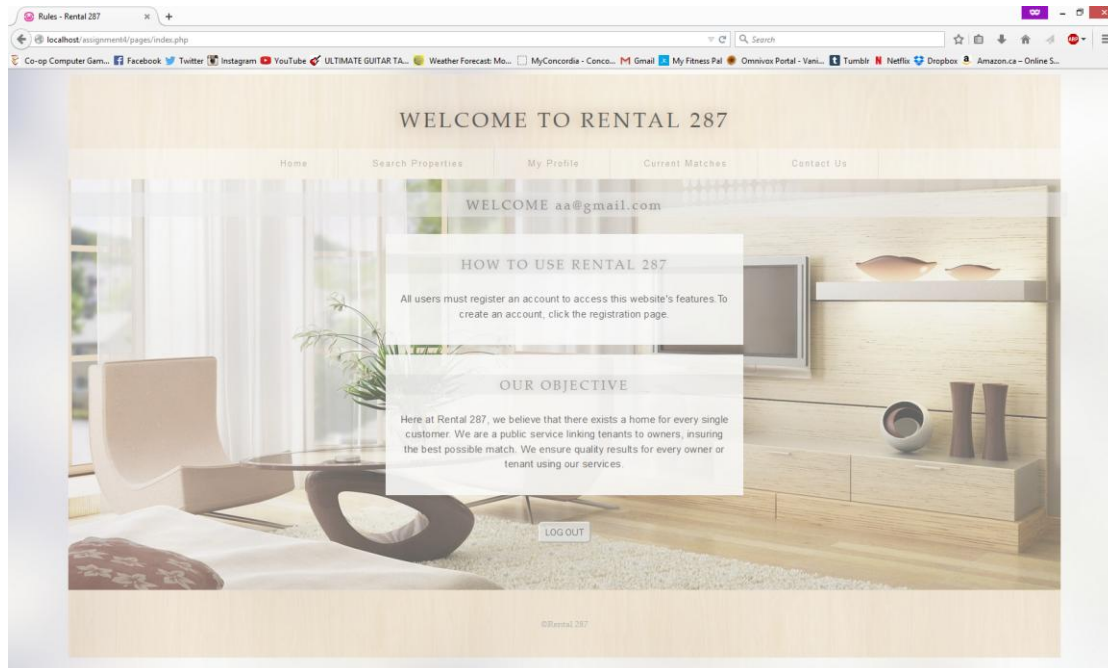 Rules - Rental 287
localhost/assignment4/pages/index.php
Search
Co-op Computer Gam... Facebook Twitter Instagram YouTube ULTIMATE GUITAR TA... Weather Forecast: Mo... MyConcordia - Conco... Gmail My Fitness Pal Omnivox Portal - Vani... Tumblr Netflix Dropbox Amazon.ca – Online S...
WELCOME TO RENTAL 287
Home Search Properties My Profile Current Matches Contact Us
WELCOME aa@gmail.com
HOW TO USE RENTAL 287
All users must register an account to access this website's features.To
create an account, click the registration page.
OUR OBJECTIVE
Here at Rental 287, we believe that there exists a home for every single
customer. We are a public service linking tenants to owners, insuring
the best possible match. We ensure quality results for every owner or
tenant using our services.
LOG OUT
©Rental 287